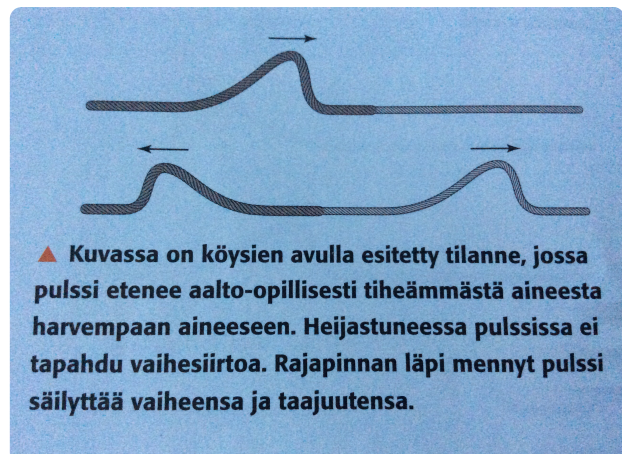 Kuvassa on köysien avulla esitetty tilanne, jossa
pulssi etenee aalto-opillisesti tiheämmästä aineesta
harvempaan aineeseen. Heijastuneessa pulssissa ei
tapahdu vaihesiirtoa. Rajapinnan läpi mennyt pulssi
säilyttää vaiheensa ja taajuutensa.